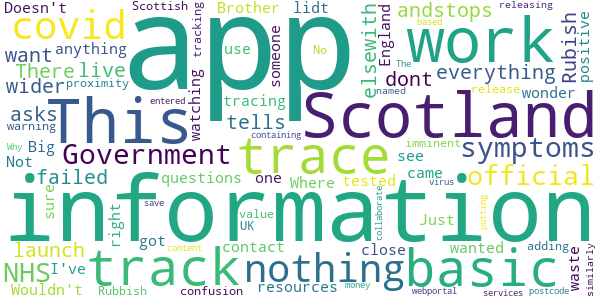 Doesn't Scottish Brother lidt elsewith andstops The No releasing
covid app tracking someone England based work Rubish positive
want anything watching use dont everything
There live proximity
wider entered tracing release wonder
asks This tells Scotland named
warning
Not Big Government containing trace imminent symptoms
Why failed questions one Where tested see came official virus
information
sure right save got value UK contact close collaborate Just wanted putting adding
launch content track nothing basic waste similarly
NHS I've resources
Wouldn't Rubbish confusion money webportal services postcode